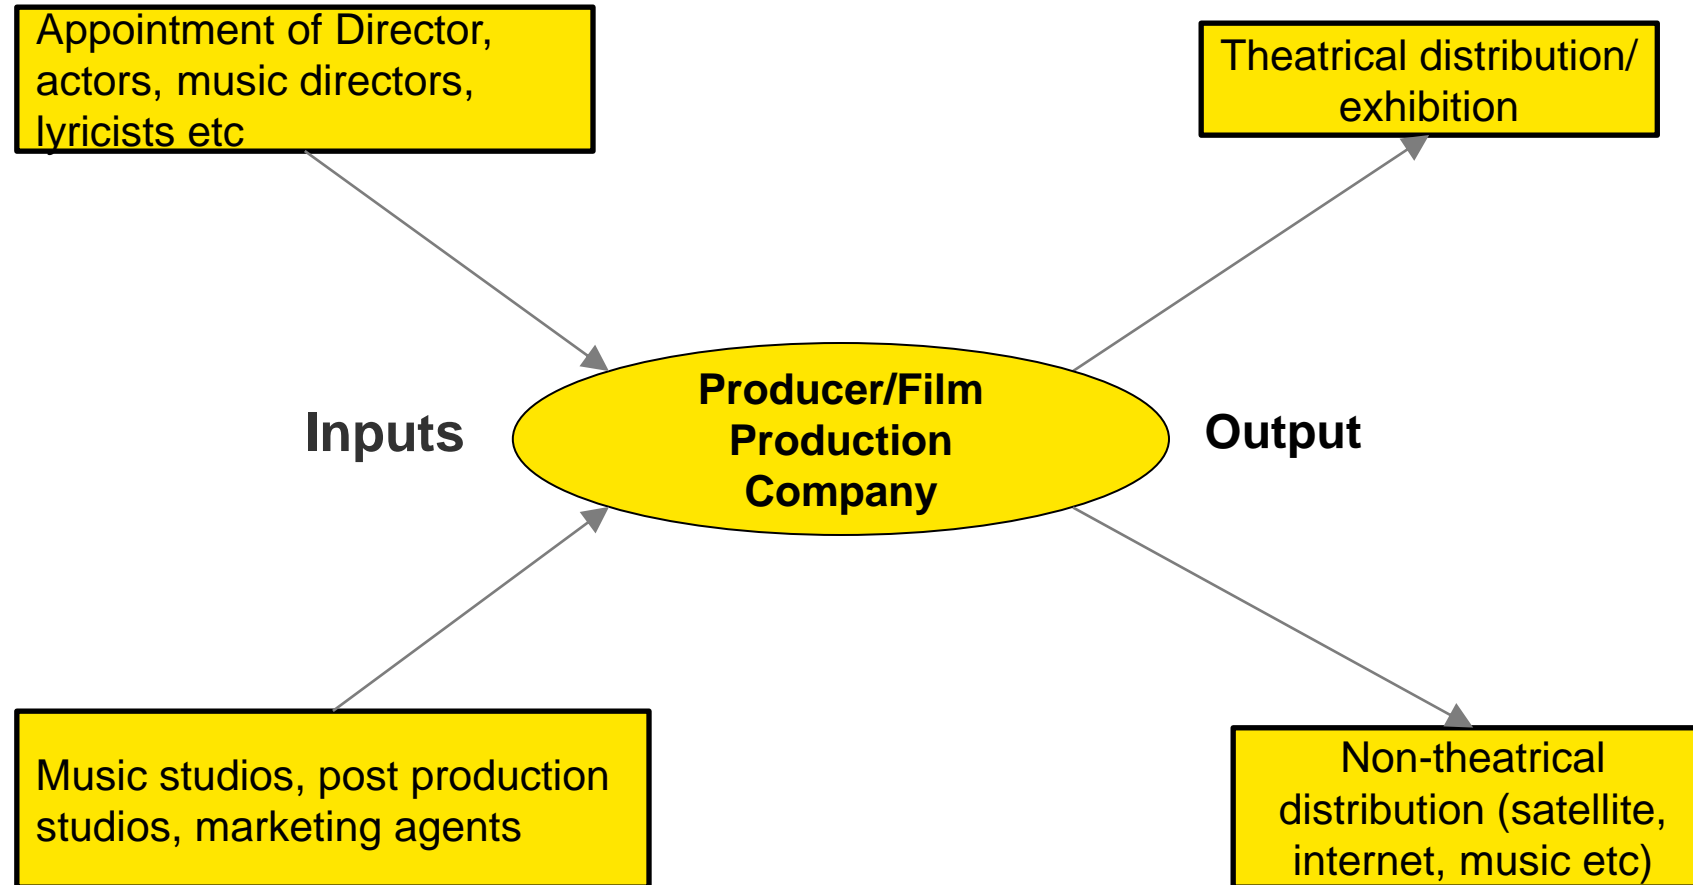 Appointment of Director,
actors, music directors,
lyricists etc
Theatrical distribution/
exhibition
Inputs
Producer/Film
Production
Company
Output
Music studios, post production
studios, marketing agents
Non-theatrical
distribution (satellite,
internet, music etc)